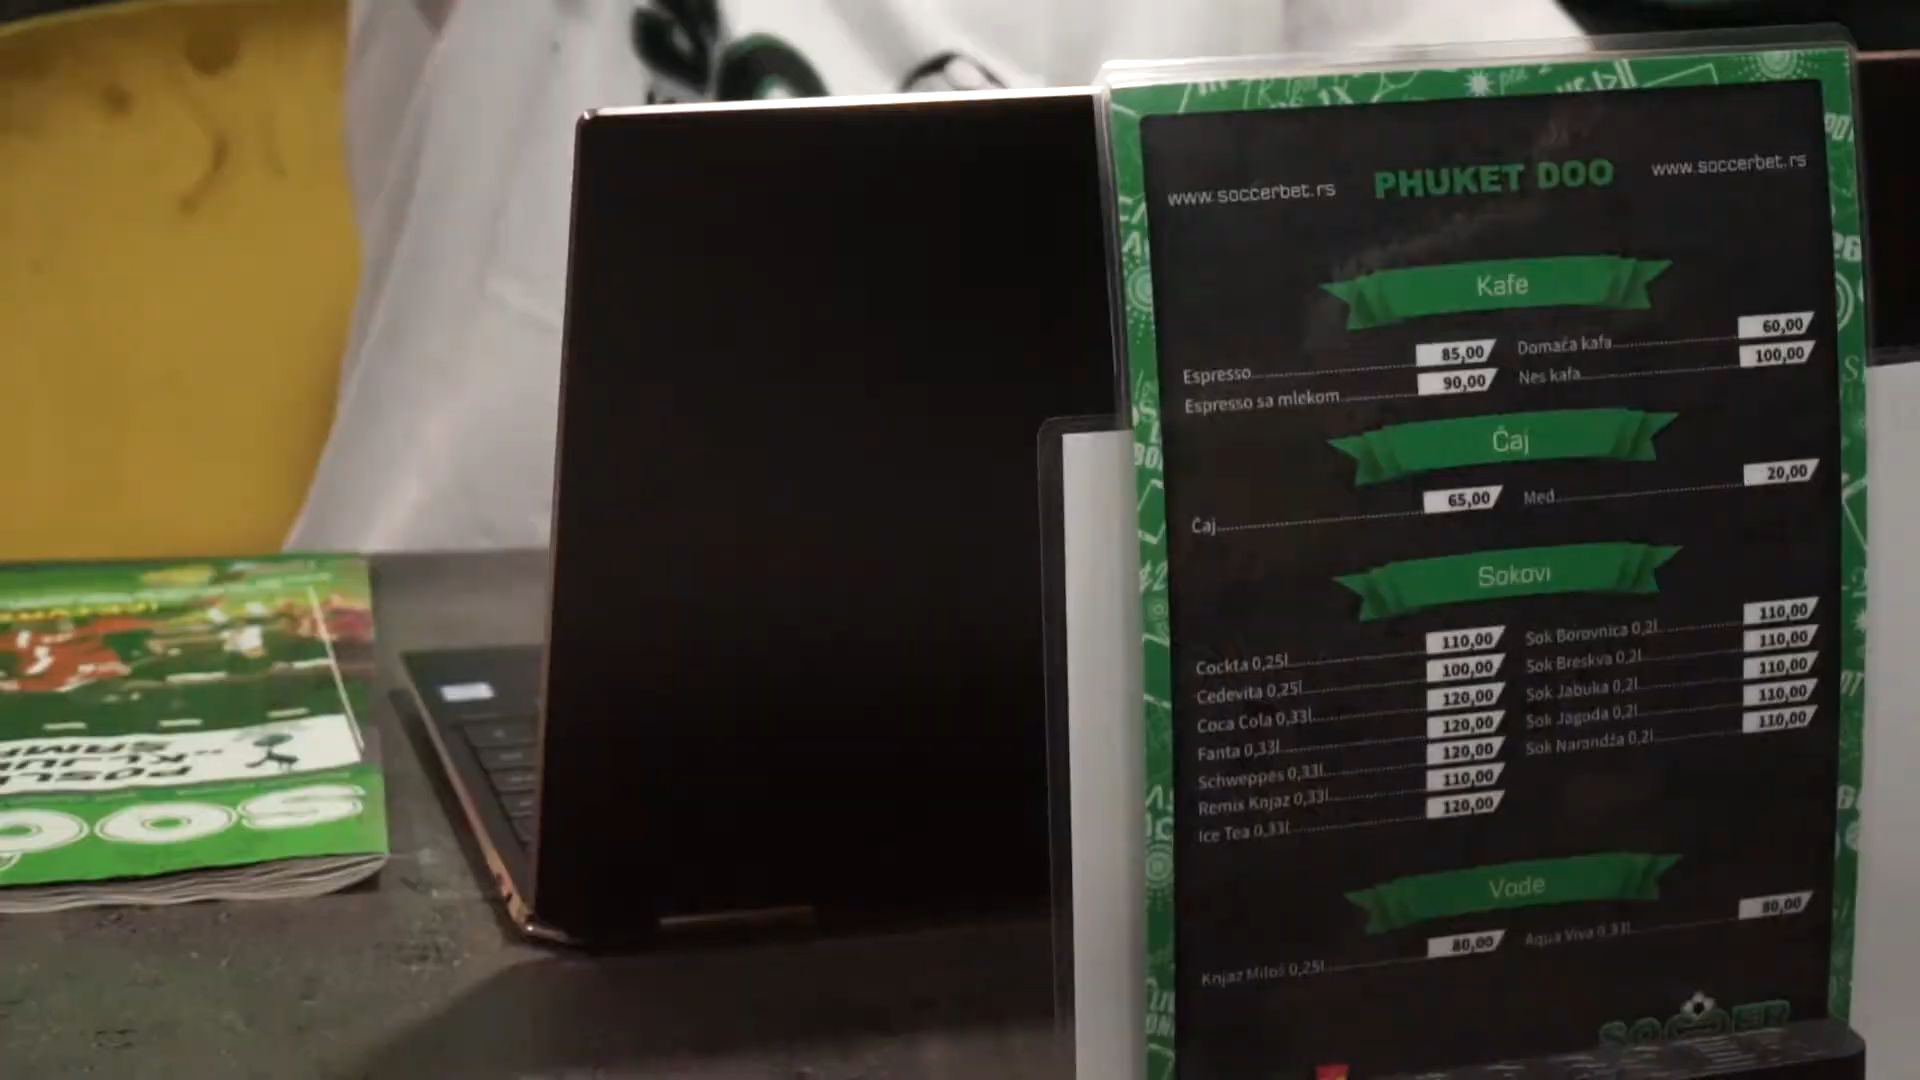 www.soccerbet.rs PHUKET DOO www.soccerbet.rs
Kafe
Espresso 85,00 Domaća kafa 60,00
Espresso sa mlekom 90,00 Nes kafa 100,00
Čaj
Čaj 65,00 Med 20,00
Sokovi
Cockta 0,25l 110,00 Sok Borovnica 0,2l 110,00
Cedevita 0,25l 100,00 Sok Breskva 0,2l 110,00
Coca Cola 0,33l 120,00 Sok Jabuka 0,2l 110,00
Fanta 0,33l 120,00 Sok Jagoda 0,2l 110,00
Schweppes 0,33l 120,00 Sok Narandža 0,2l 110,00
Remix Knjaz 0,33l 110,00
Ice Tea 0,33l 120,00
Vode
Knjaz Miloš 0,25l 80,00 Aqua Viva 0,33l 80,00
SOCCER